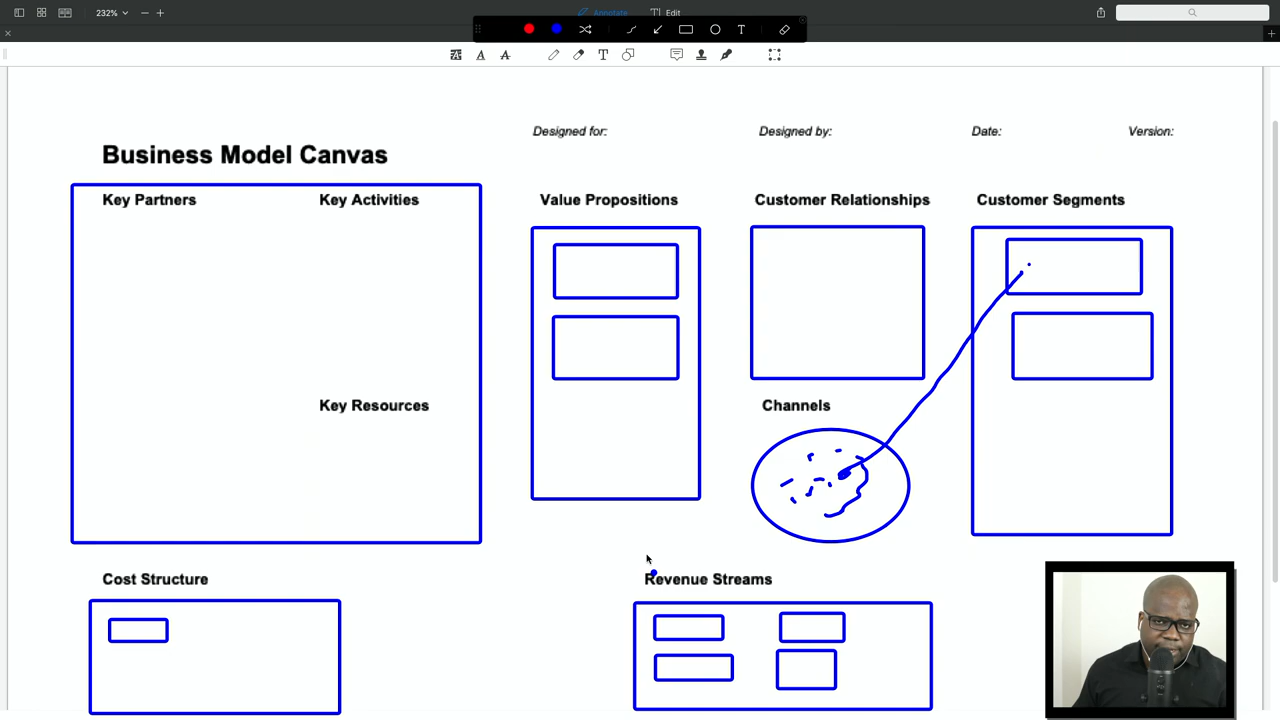 232%
Annotate
Edit
T
T
Designed for:
Designed by:
Date:
Version:
Business Model Canvas
Key Partners
Key Activities
Value Propositions
Customer Relationships
Customer Segments
Key Resources
Channels
Cost Structure
Revenue Streams